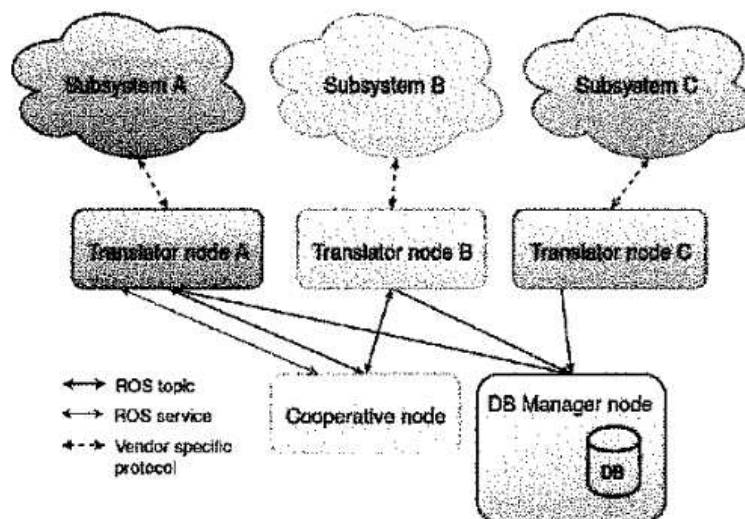 Subsystem A
Subsystem B
Subsystem C
Translator node A
Translator node B
Translator node C
ROS topic
ROS service
Vendor specific
protocol
Cooperative node
DB Manager node
DB